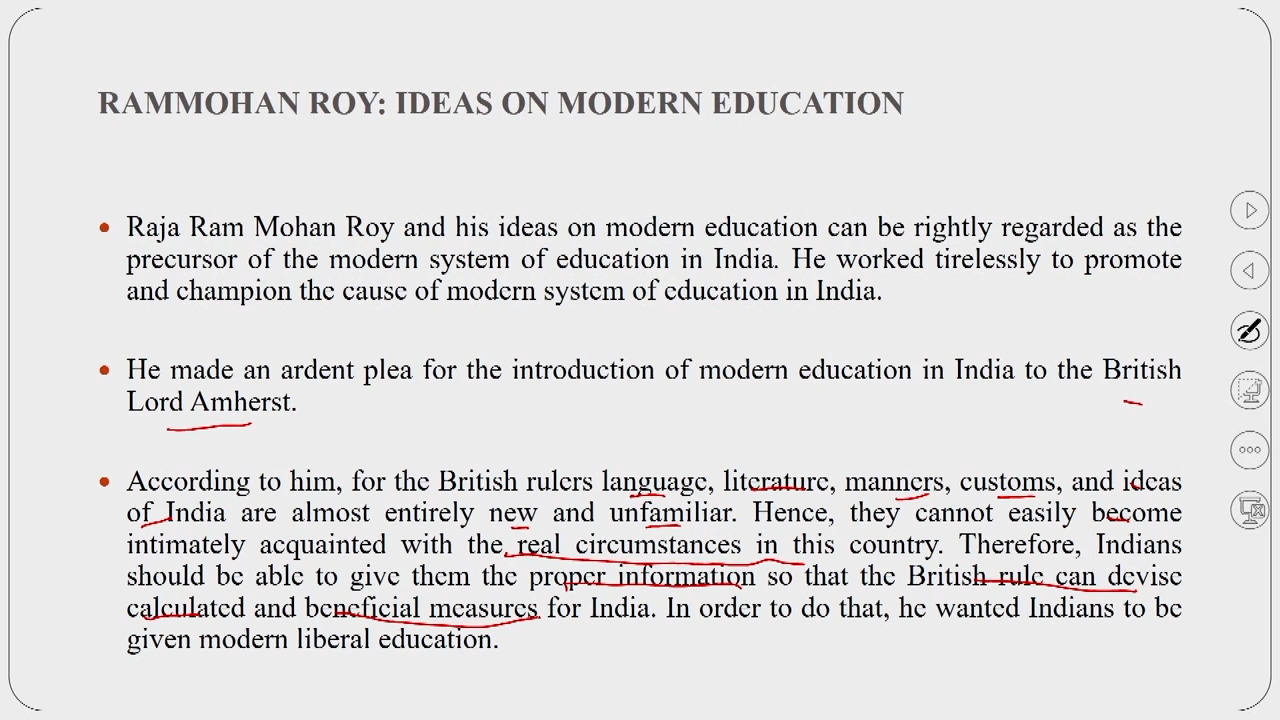 RAMMOHAN ROY: IDEAS ON MODERN EDUCATION
• Raja Ram Mohan Roy and his ideas on modern education can be rightly regarded as the
precursor of the modern system of education in India. He worked tirelessly to promote
and champion the cause of modern system of education in India.
• He made an ardent plea for the introduction of modern education in India to the British
Lord Amherst.
• According to him, for the British rulers language, literature, manners, customs, and ideas
of India are almost entirely new and unfamiliar. Hence, they cannot easily become
intimately acquainted with the real circumstances in this country. Therefore, Indians
should be able to give them the proper information so that the British rule can devise
calculated and beneficial measures for India. In order to do that, he wanted Indians to be
given modern liberal education.